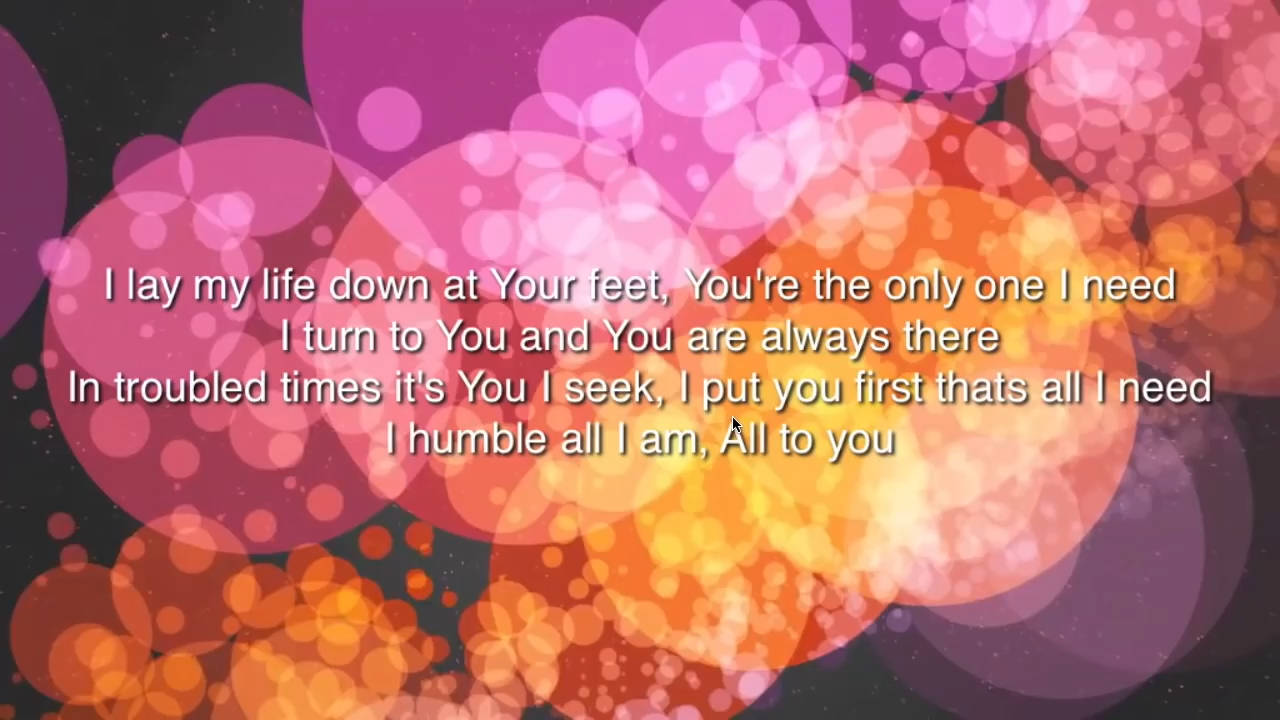 I lay my life down at Your feet, You're the only one I need
I turn to You and You are always there
In troubled times it's You I seek, I put you first thats all I need
I humble all I am, All to you